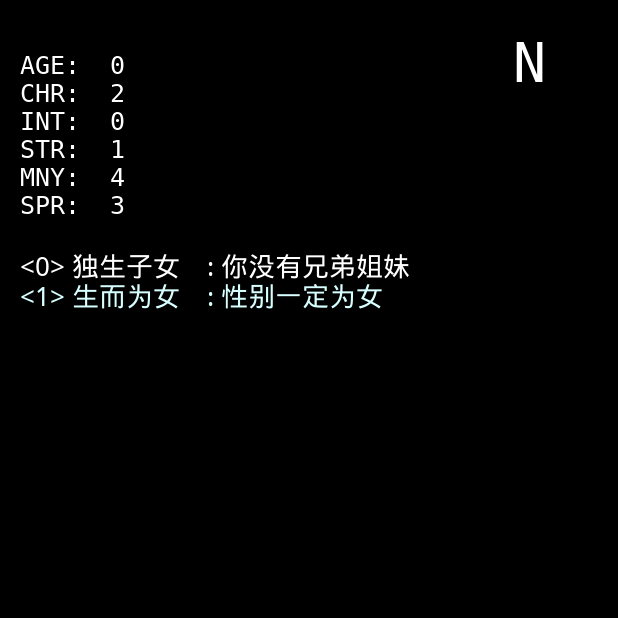 N
AGE: 0
CHR: 2
INT: 0
STR: 1
MNY: 4
SPR: 3
<0> 独生子女 :你没有兄弟姐妹
<1> 生而为女 :性别一定为女